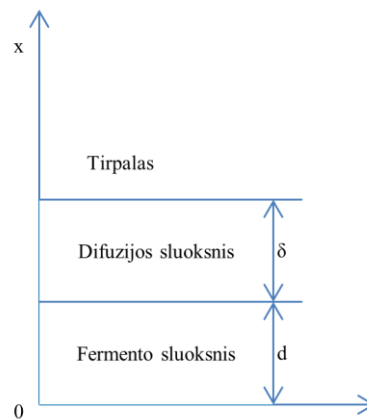 x
Tirpalas
Difuzijos sluoksnis δ
Fermento sluoksnis d
0